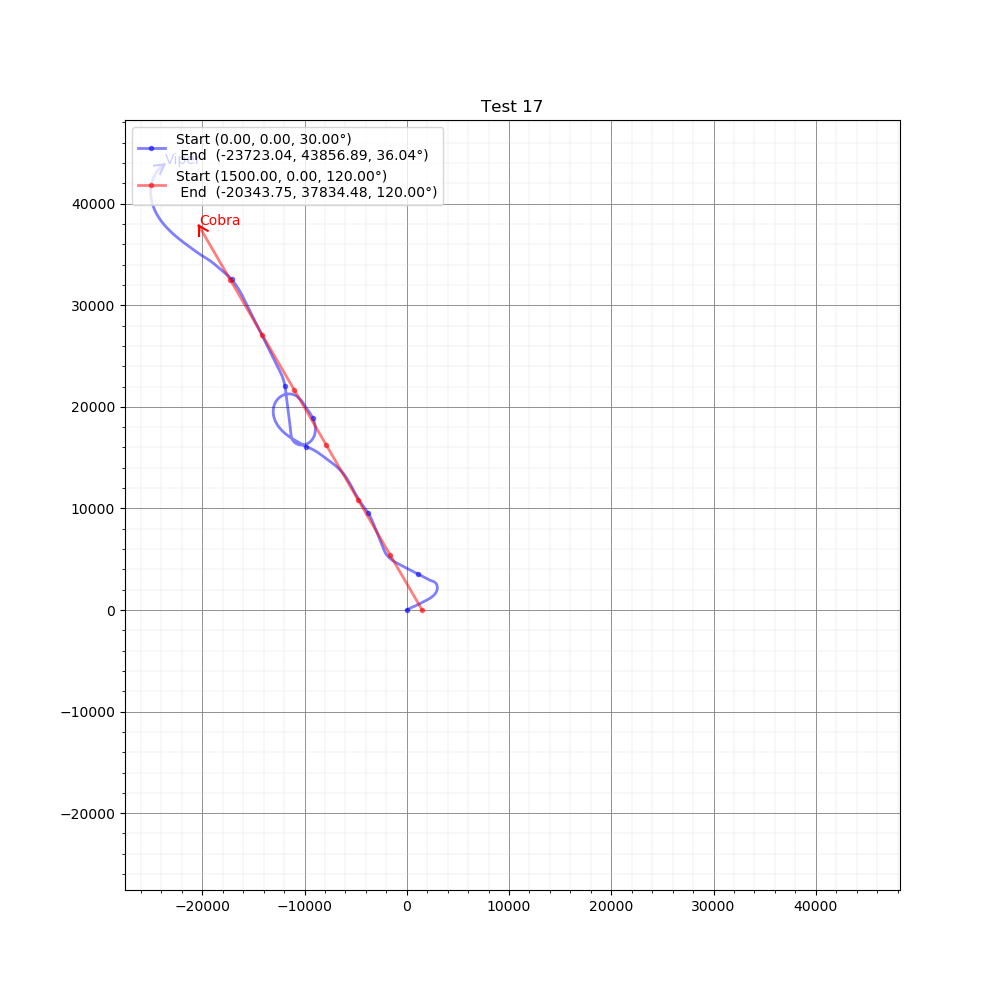 Test 17
Start (0.00, 0.00, 30.00°)
End (-23723.04, 43856.89, 36.04°)
Start (1500.00, 0.00, 120.00°)
End (-20343.75, 37834.48, 120.00°)
Viper
Cobra
40000
30000
20000
10000
0
−10000
−20000
−20000 −10000 0 10000 20000 30000 40000